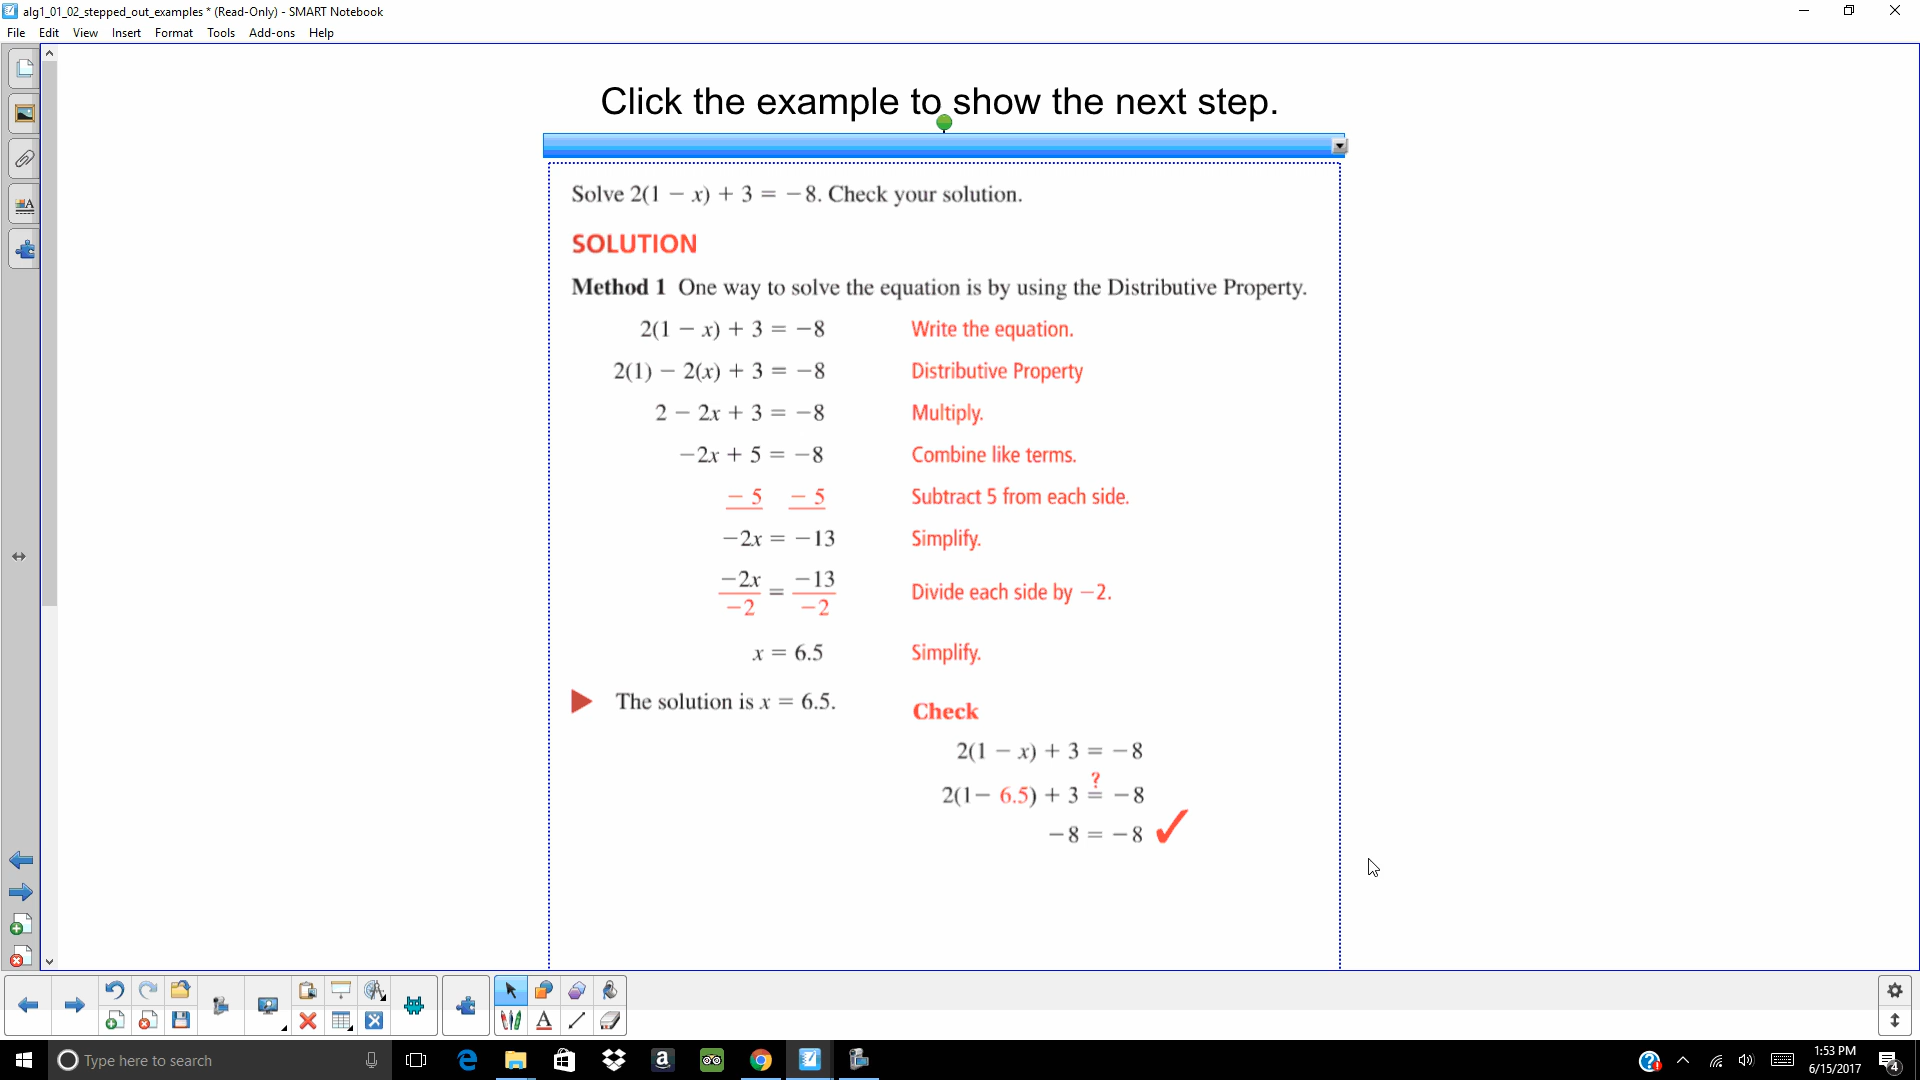 alg1_01_02_stepped_out_examples * (Read-Only) - SMART Notebook
File Edit View Insert Format Tools Add-ons Help
Click the example to show the next step.
Solve 2(1 − x) + 3 = −8. Check your solution.
SOLUTION
Method 1 One way to solve the equation is by using the Distributive Property.
2(1 − x) + 3 = −8 Write the equation.
2(1) − 2(x) + 3 = −8 Distributive Property
2 − 2x + 3 = −8 Multiply.
−2x + 5 = −8 Combine like terms.
− 5 − 5 Subtract 5 from each side.
−2x = −13 Simplify.
−2x/−2 = −13/−2 Divide each side by −2.
x = 6.5 Simplify.
The solution is x = 6.5.
Check
2(1 − x) + 3 = −8
2(1− 6.5) + 3 ≟ −8
−8 = −8 ✓
Type here to search
1:53 PM
6/15/2017
4